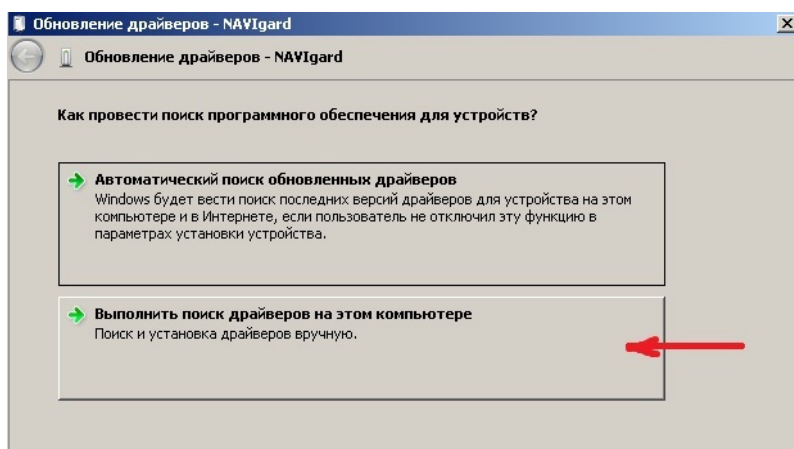 Обновление драйверов - NAVIgard
Обновление драйверов - NAVIgard
Как провести поиск программного обеспечения для устройств?
Автоматический поиск обновленных драйверов
Windows будет вести поиск последних версий драйверов для устройства на этом
компьютере и в Интернете, если пользователь не отключил эту функцию в
параметрах установки устройства.
Выполнить поиск драйверов на этом компьютере
Поиск и установка драйверов вручную.